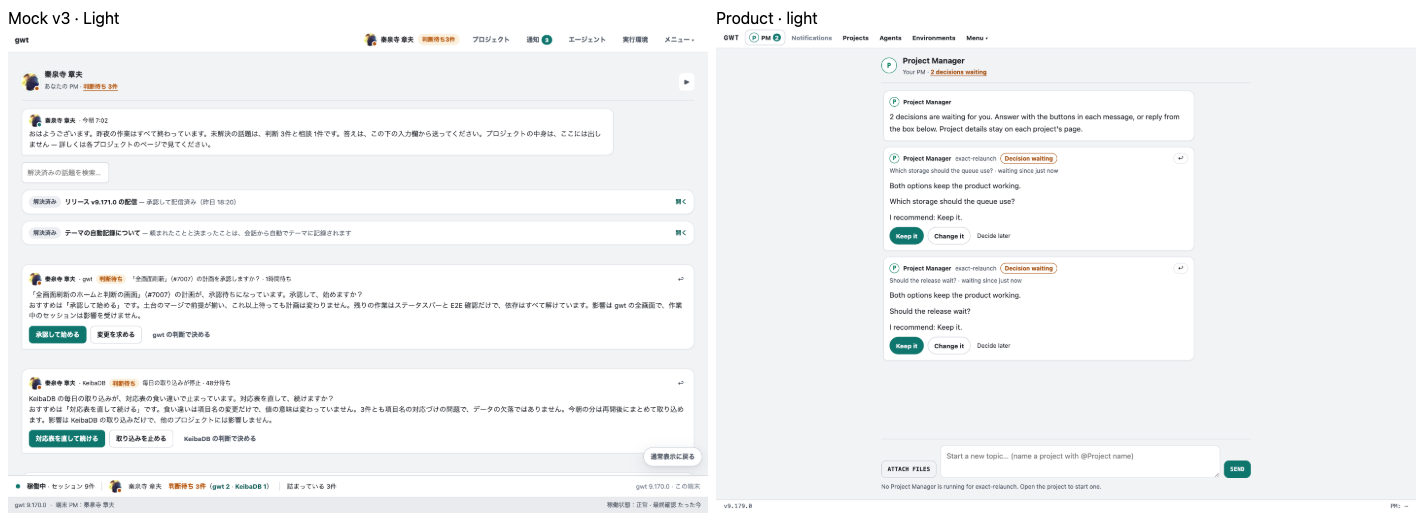 Mock v3 · Light
gwt
秦泉寺 章夫 判断待ち3件 プロジェクト 通知 3 エージェント 実行環境 メニュー
秦泉寺 章夫
あなたの PM · 判断待ち 3件
秦泉寺 章夫 · 今朝 7:02
おはようございます。昨夜の作業はすべて終わっています。未解決の話題は、判断 3件と相談 1件です。答えは、この下の入力欄から送ってください。プロジェクトの中身は、ここには出し
ません — 詳しくは各プロジェクトのページで見てください。
解決済みの話題を検索…
解決済み リリース v9.171.0 の配信 — 承認して配信済み（昨日 18:20） 開く
解決済み テーマの自動記録について — 頼まれたことと決まったことは、会話から自動でテーマに記録されます 開く
秦泉寺 章夫 · gwt 判断待ち 「全画面刷新」(#7007) の計画を承認しますか？ · 1時間待ち
「全画面刷新のホームと判断の画面」(#7007) の計画が、承認待ちになっています。承認して、始めますか？
おすすめは「承認して始める」です。土台のマージで前提が揃い、これ以上待っても計画は変わりません。残りの作業はステータスバーと E2E 確認だけで、依存はすべて解けています。影響は gwt の全画面で、作業
中のセッションは影響を受けません。
承認して始める 変更を求める gwt の判断で決める
秦泉寺 章夫 · KeibaDB 判断待ち 毎日の取り込みが停止 · 48分待ち
KeibaDB の毎日の取り込みが、対応表の食い違いで止まっています。対応表を直して、続けますか？
おすすめは「対応表を直して続ける」です。食い違いは項目名の変更だけで、値の意味は変わっていません。3件とも項目名の対応づけの問題で、データの欠落ではありません。今朝の分は再開後にまとめて取り込め
ます。影響は KeibaDB の取り込みだけで、他のプロジェクトには影響しません。
対応表を直して続ける 取り込みを止める KeibaDB の判断で決める
通常表示に戻る
稼働中 · セッション 9件 秦泉寺 章夫 判断待ち 3件（gwt 2 · KeibaDB 1） 詰まっている 3件 gwt 9.170.0 · この端末
gwt 9.170.0 · 端末 PM：秦泉寺 章夫 稼働状態：正常 · 最終確認 たった今
Product · light
GWT P PM 2 Notifications Projects Agents Environments Menu
P Project Manager
Your PM · 2 decisions waiting
P Project Manager
2 decisions are waiting for you. Answer with the buttons in each message, or reply from
the box below. Project details stay on each project's page.
P Project Manager exact-relaunch Decision waiting
Which storage should the queue use? · waiting since just now
Both options keep the product working.
Which storage should the queue use?
I recommend: Keep it.
Keep it Change it Decide later
P Project Manager exact-relaunch Decision waiting
Should the release wait? · waiting since just now
Both options keep the product working.
Should the release wait?
I recommend: Keep it.
Keep it Change it Decide later
ATTACH FILES Start a new topic... (name a project with @Project name) SEND
No Project Manager is running for exact-relaunch. Open the project to start one.
v9.179.0 PM: —